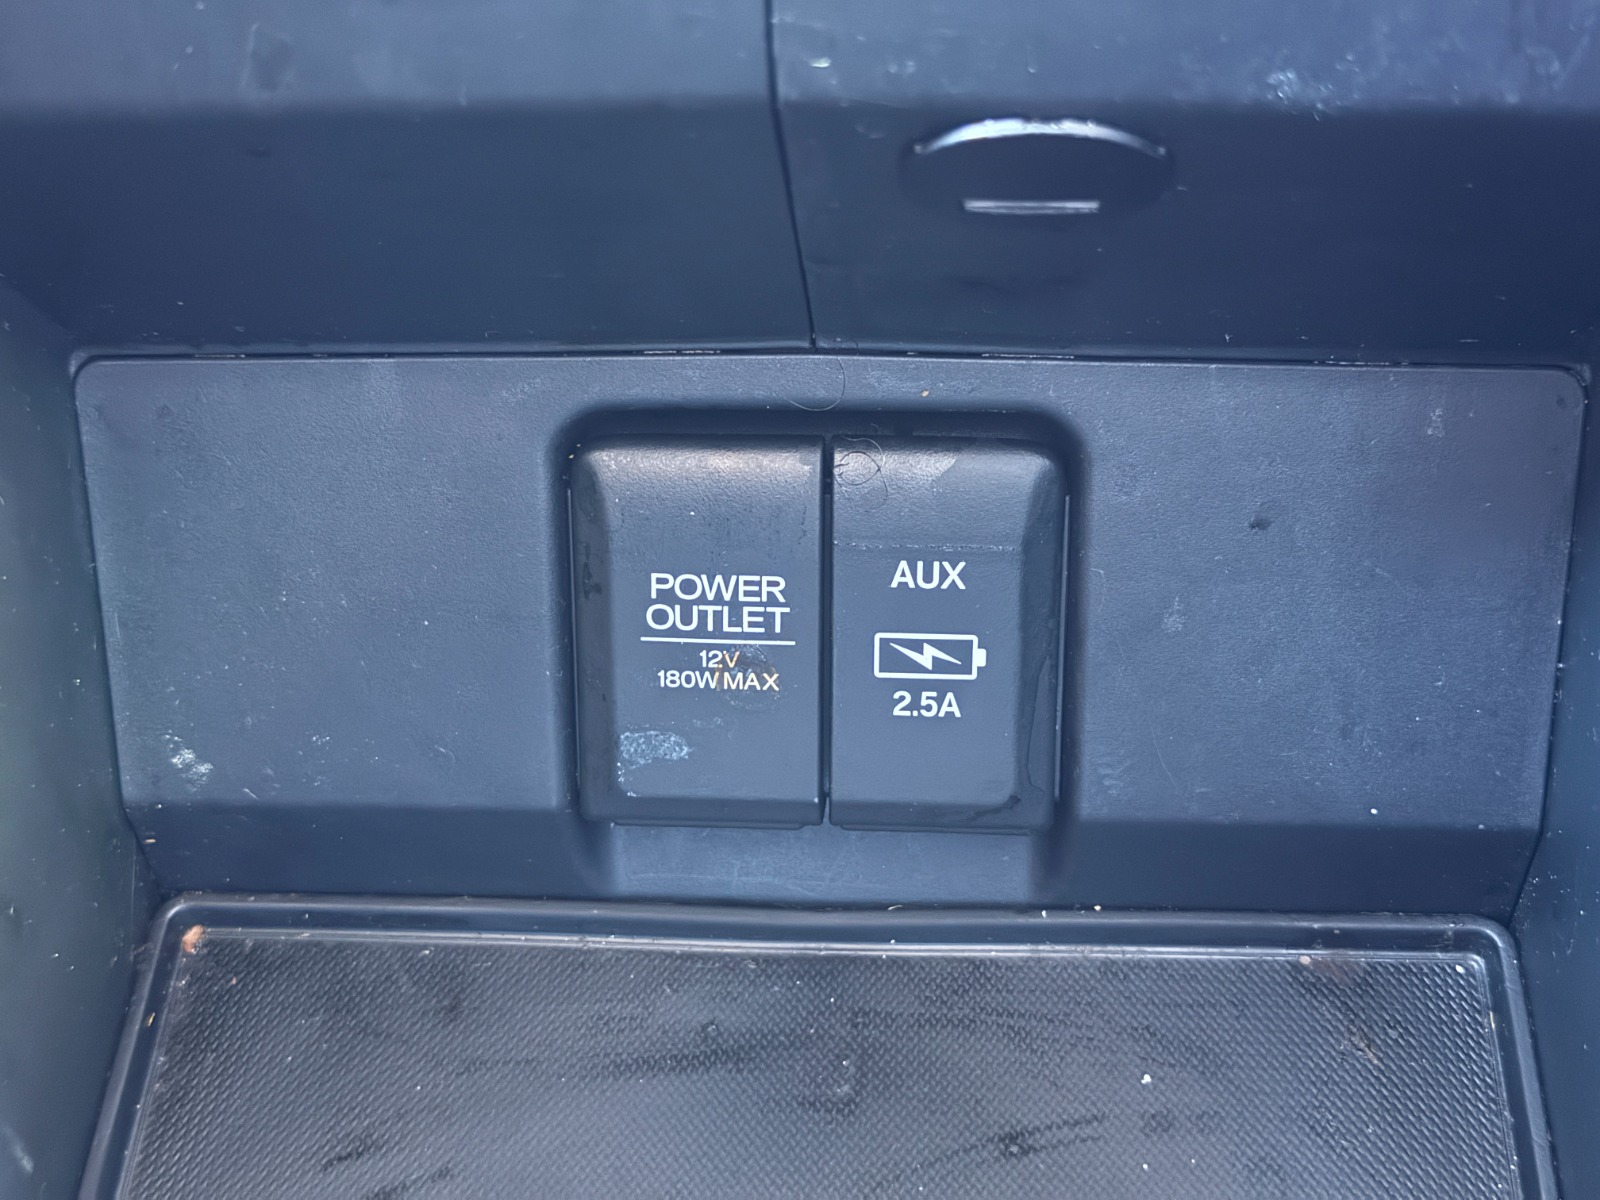 POWER
OUTLET
12V
180W MAX
AUX
2.5A